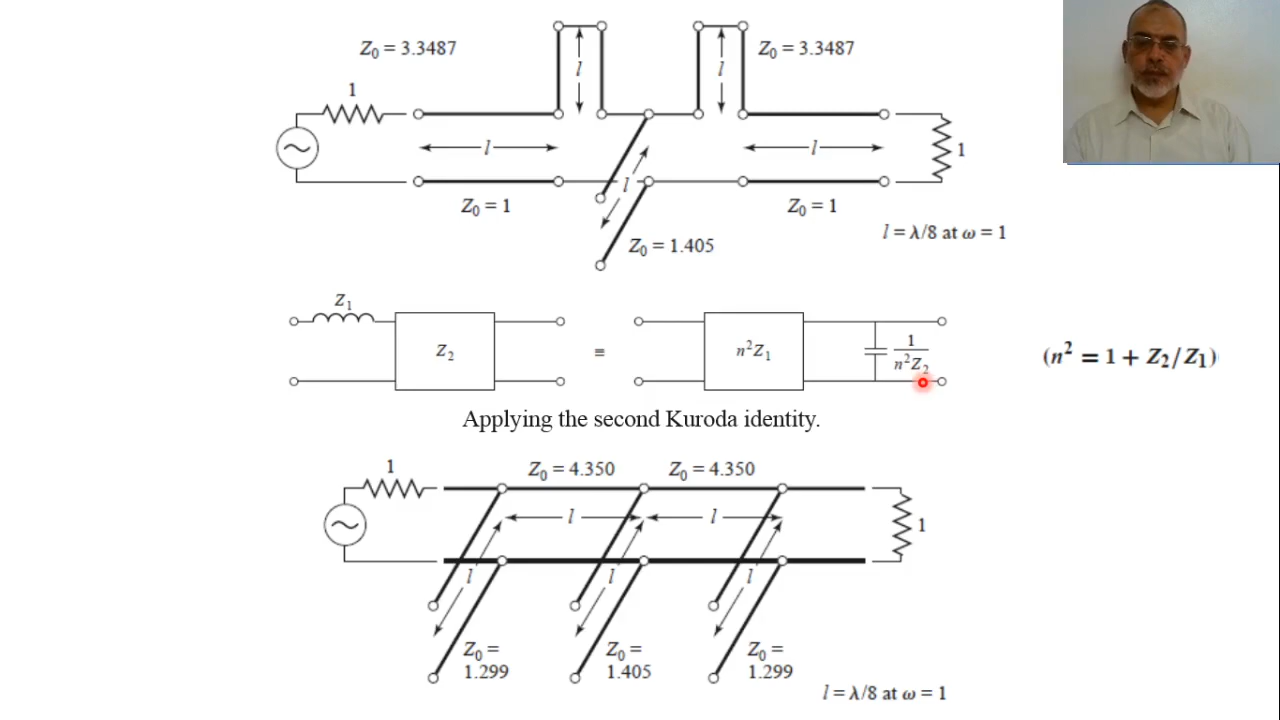 Z₀ = 3.3487
Z₀ = 3.3487
l
l
1
l
l
l
1
Z₀ = 1
Z₀ = 1
l = λ/8 at ω = 1
Z₀ = 1.405
Z₁
Z₂
≡
n²Z₁
1
n²Z₂
(n² = 1 + Z₂/Z₁)
Applying the second Kuroda identity.
1
Z₀ = 4.350
Z₀ = 4.350
l
l
1
l
l
l
Z₀ =
1.299
Z₀ =
1.405
Z₀ =
1.299
l = λ/8 at ω = 1